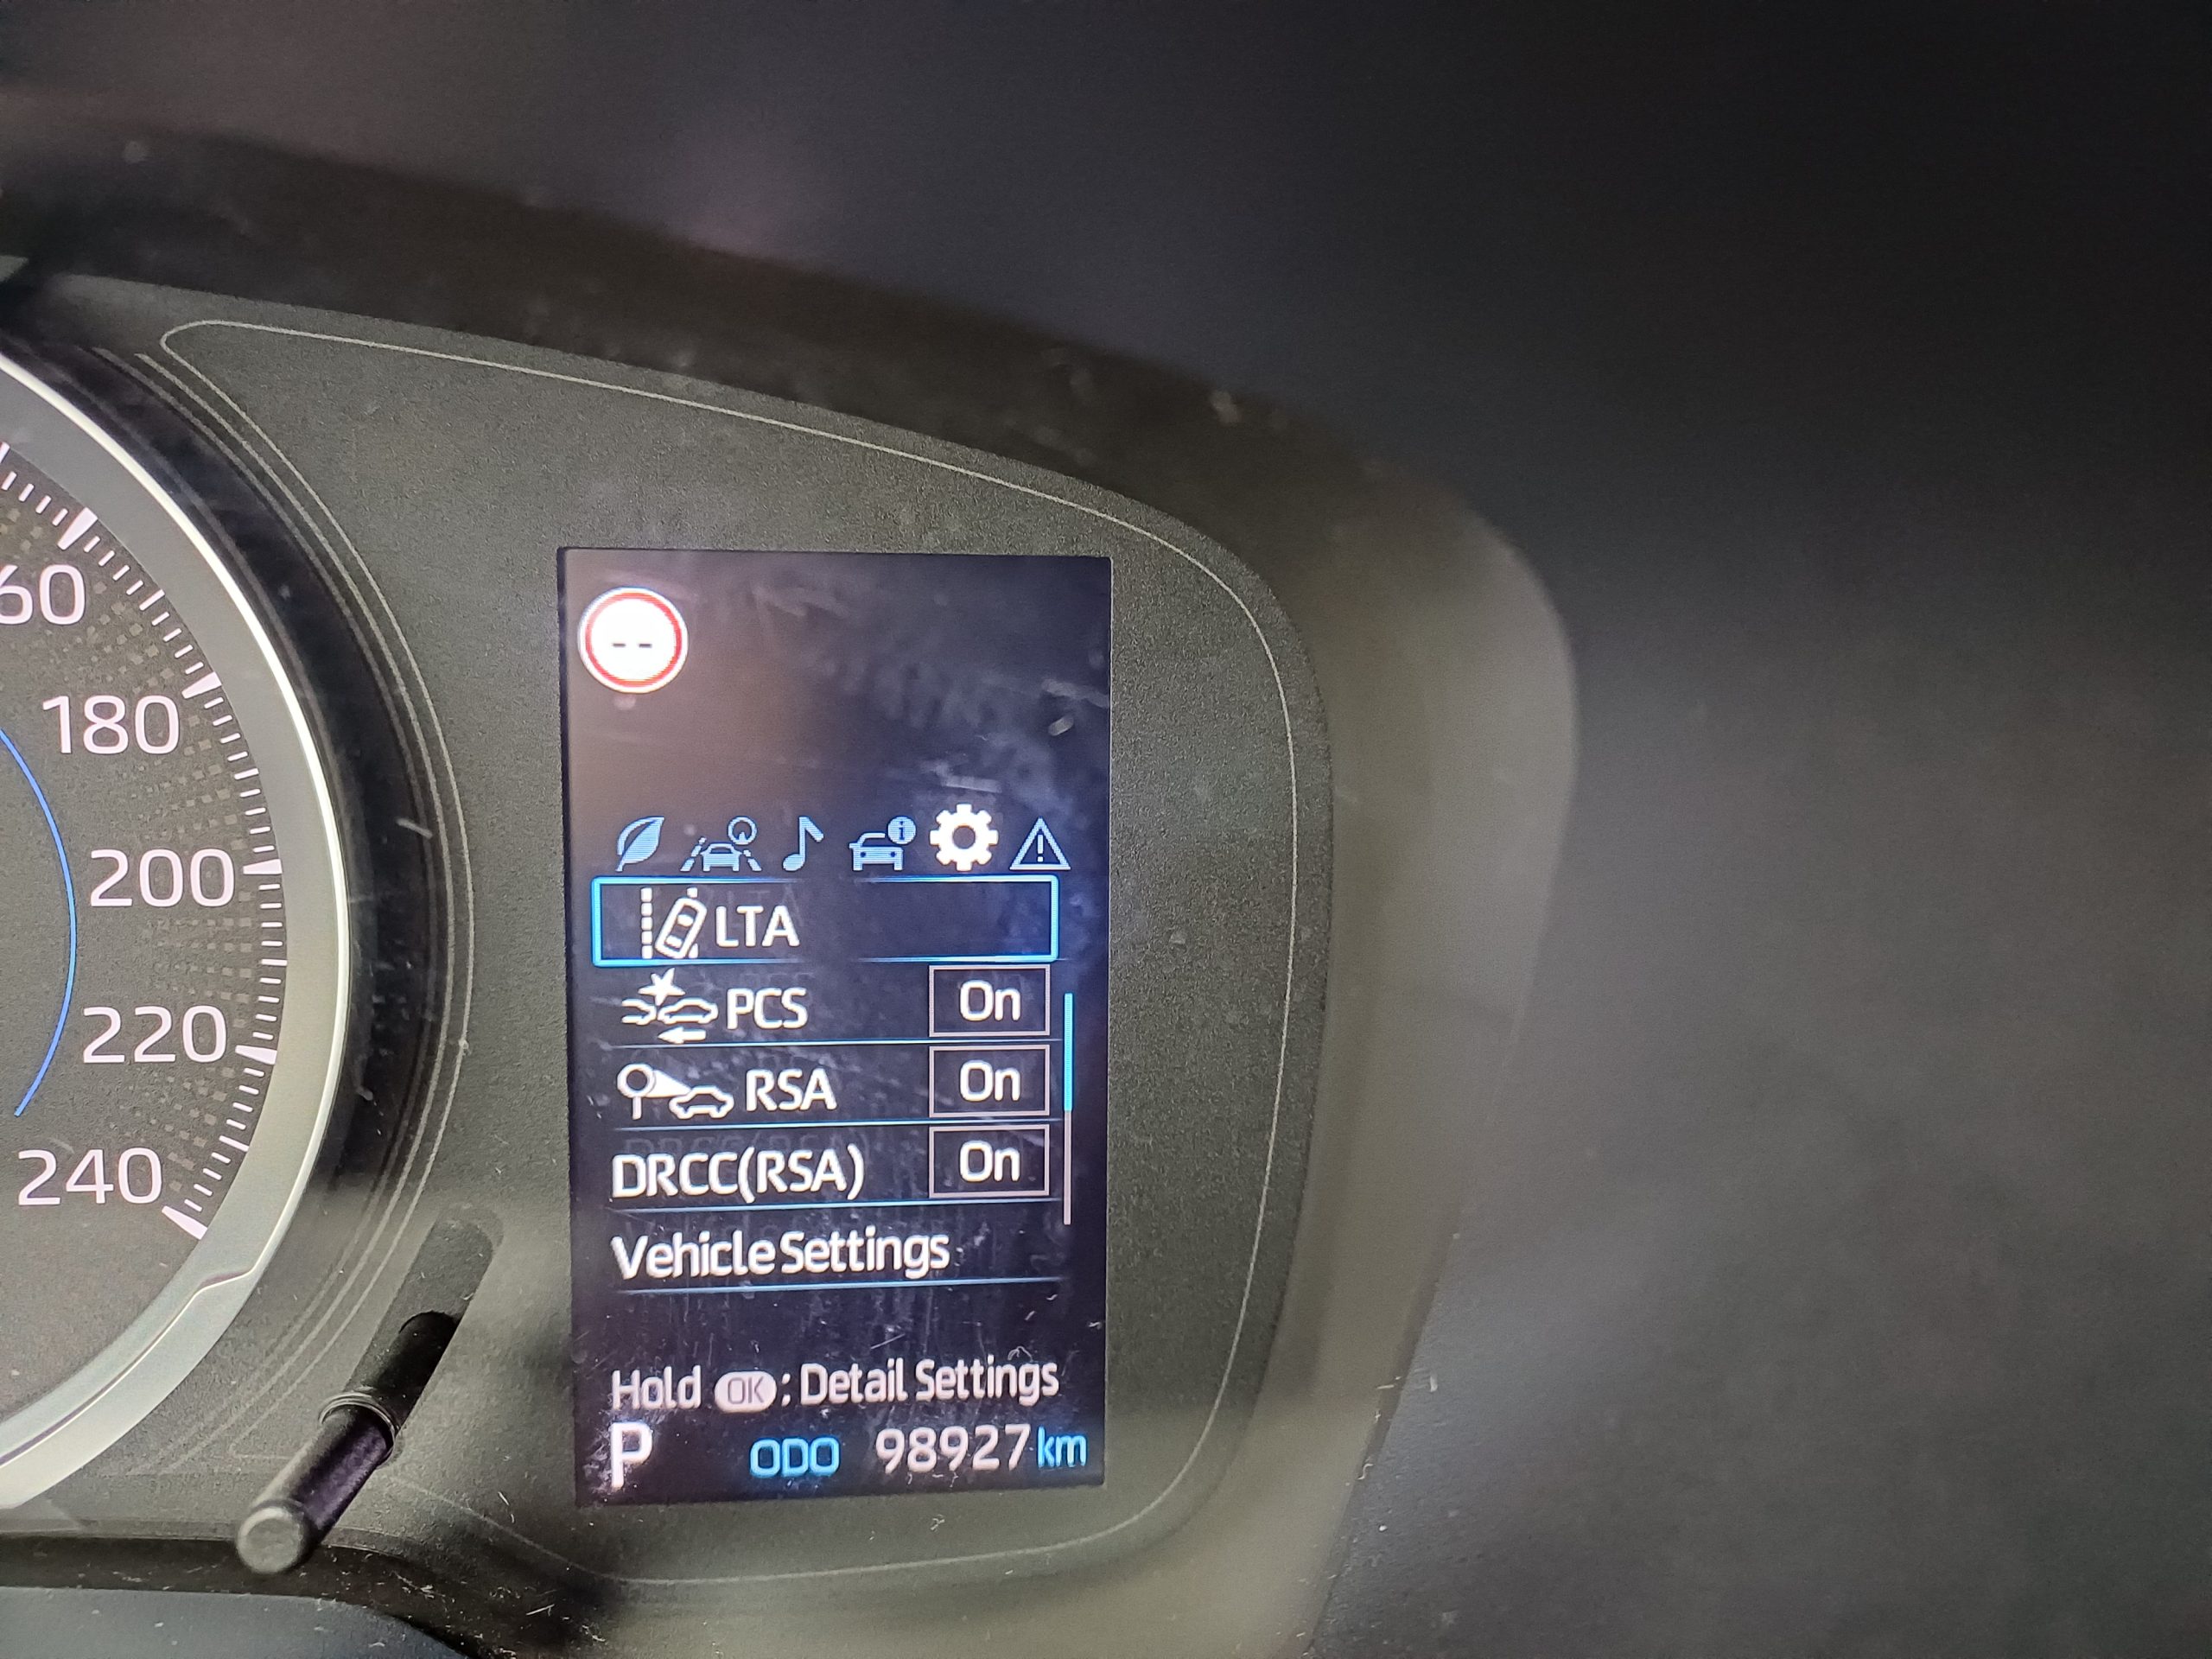 60
180
200
220
240
--
LTA
PCS On
RSA On
DRCC(RSA) On
Vehicle Settings
Hold OK : Detail Settings
P ODO 98927 km